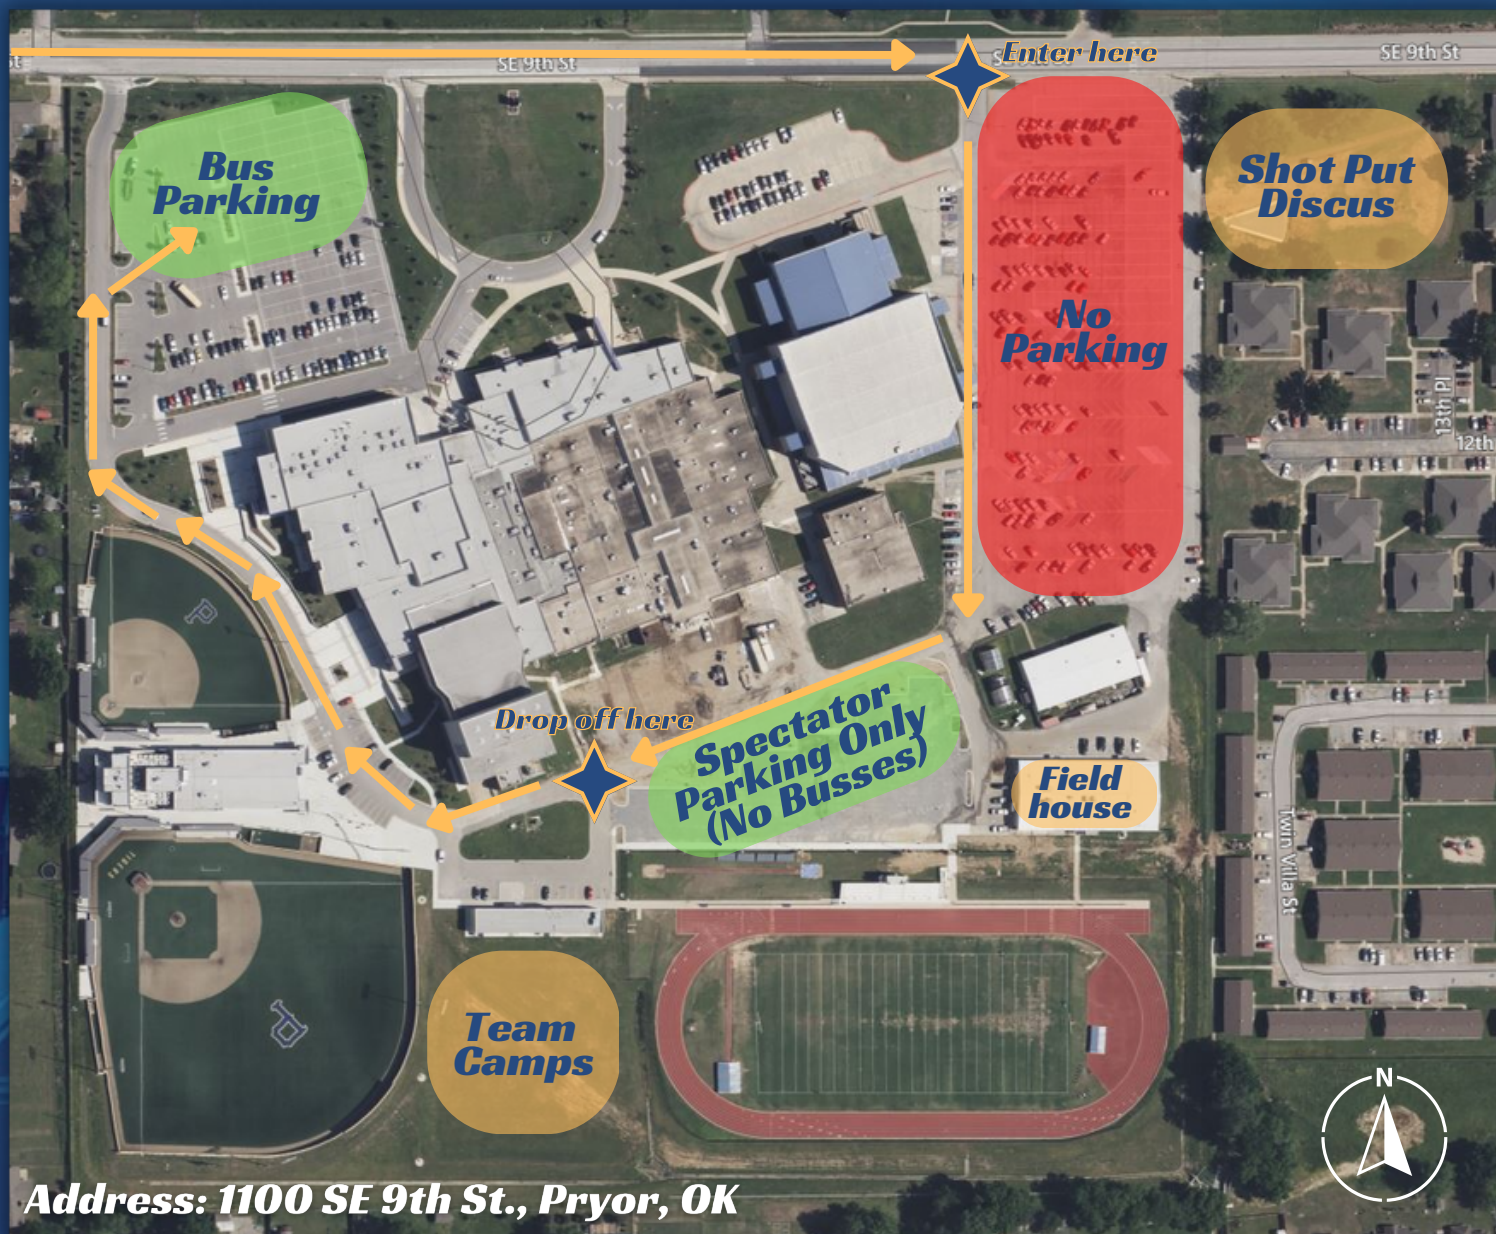 Enter here
SE 9th St
SE 9th St
Bus
Parking
Shot Put
Discus
No
Parking
13th Pl
12th
Drop off here
Spectator
Parking Only
(No Busses)
Field
house
Twin Villa St
Team
Camps
N
Address: 1100 SE 9th St., Pryor, OK